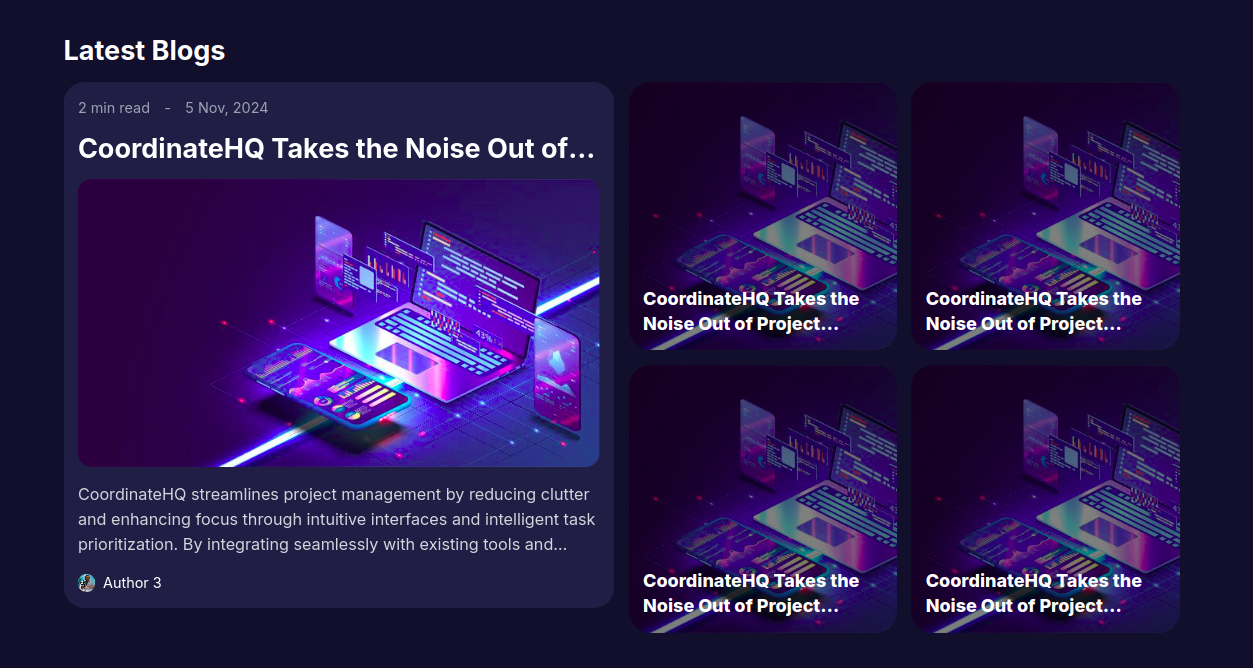 Latest Blogs
2 min read - 5 Nov, 2024
CoordinateHQ Takes the Noise Out of...
43%
CoordinateHQ streamlines project management by reducing clutter
and enhancing focus through intuitive interfaces and intelligent task
prioritization. By integrating seamlessly with existing tools and...
Author 3
CoordinateHQ Takes the
Noise Out of Project...
CoordinateHQ Takes the
Noise Out of Project...
CoordinateHQ Takes the
Noise Out of Project...
CoordinateHQ Takes the
Noise Out of Project...